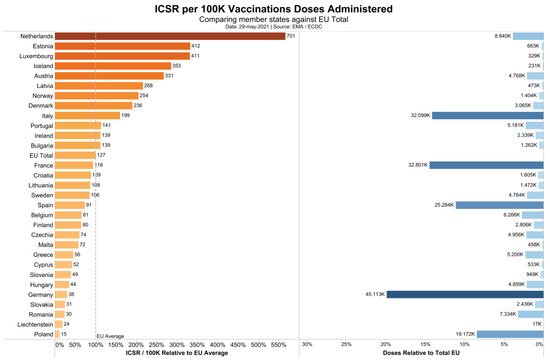 ICSR per 100K Vaccinations Doses Administered
Comparing member states against EU Total
Data: 29-may-2021 | Source: EMA / ECDC
Netherlands 701 8.640K
Estonia 412 663K
Luxembourg 411 329K
Iceland 353 231K
Austria 331 4.768K
Latvia 268 473K
Norway 254 1.404K
Denmark 236 3.065K
Italy 199 32.099K
Portugal 141 5.181K
Ireland 139 2.339K
Bulgaria 139 1.262K
EU Total 127
France 116 32.801K
Croatia 139 1.605K
Lithuania 108 1.472K
Sweden 106 4.764K
Spain 91 25.284K
Belgium 81 6.266K
Finland 80 2.806K
Czechia 74 4.956K
Malta 72 458K
Greece 56 5.200K
Cyprus 52 533K
Slovenia 49 949K
Hungary 44 4.859K
Germany 38 45.113K
Slovakia 31 2.436K
Romania 30 7.334K
Liechtenstein 24 17K
Poland 15 19.172K
EU Average
0% 50% 100% 150% 200% 250% 300% 350% 400% 450% 500% 550% 30% 20% 15% 10% 5% 0%
ICSR / 100K Relative to EU Average Doses Relative to Total EU